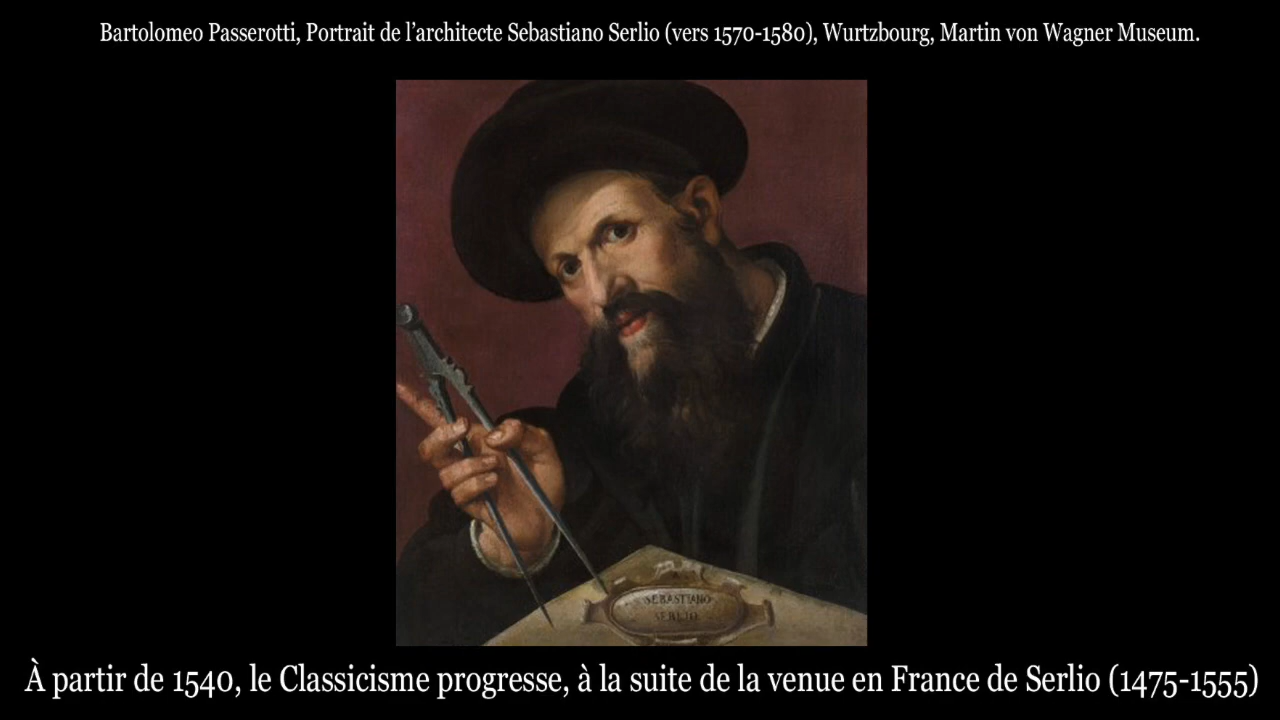 Bartolomeo Passerotti, Portrait de l’architecte Sebastiano Serlio (vers 1570-1580), Wurtzbourg, Martin von Wagner Museum.
SEBASTIANO
SERLIO
À partir de 1540, le Classicisme progresse, à la suite de la venue en France de Serlio (1475-1555)